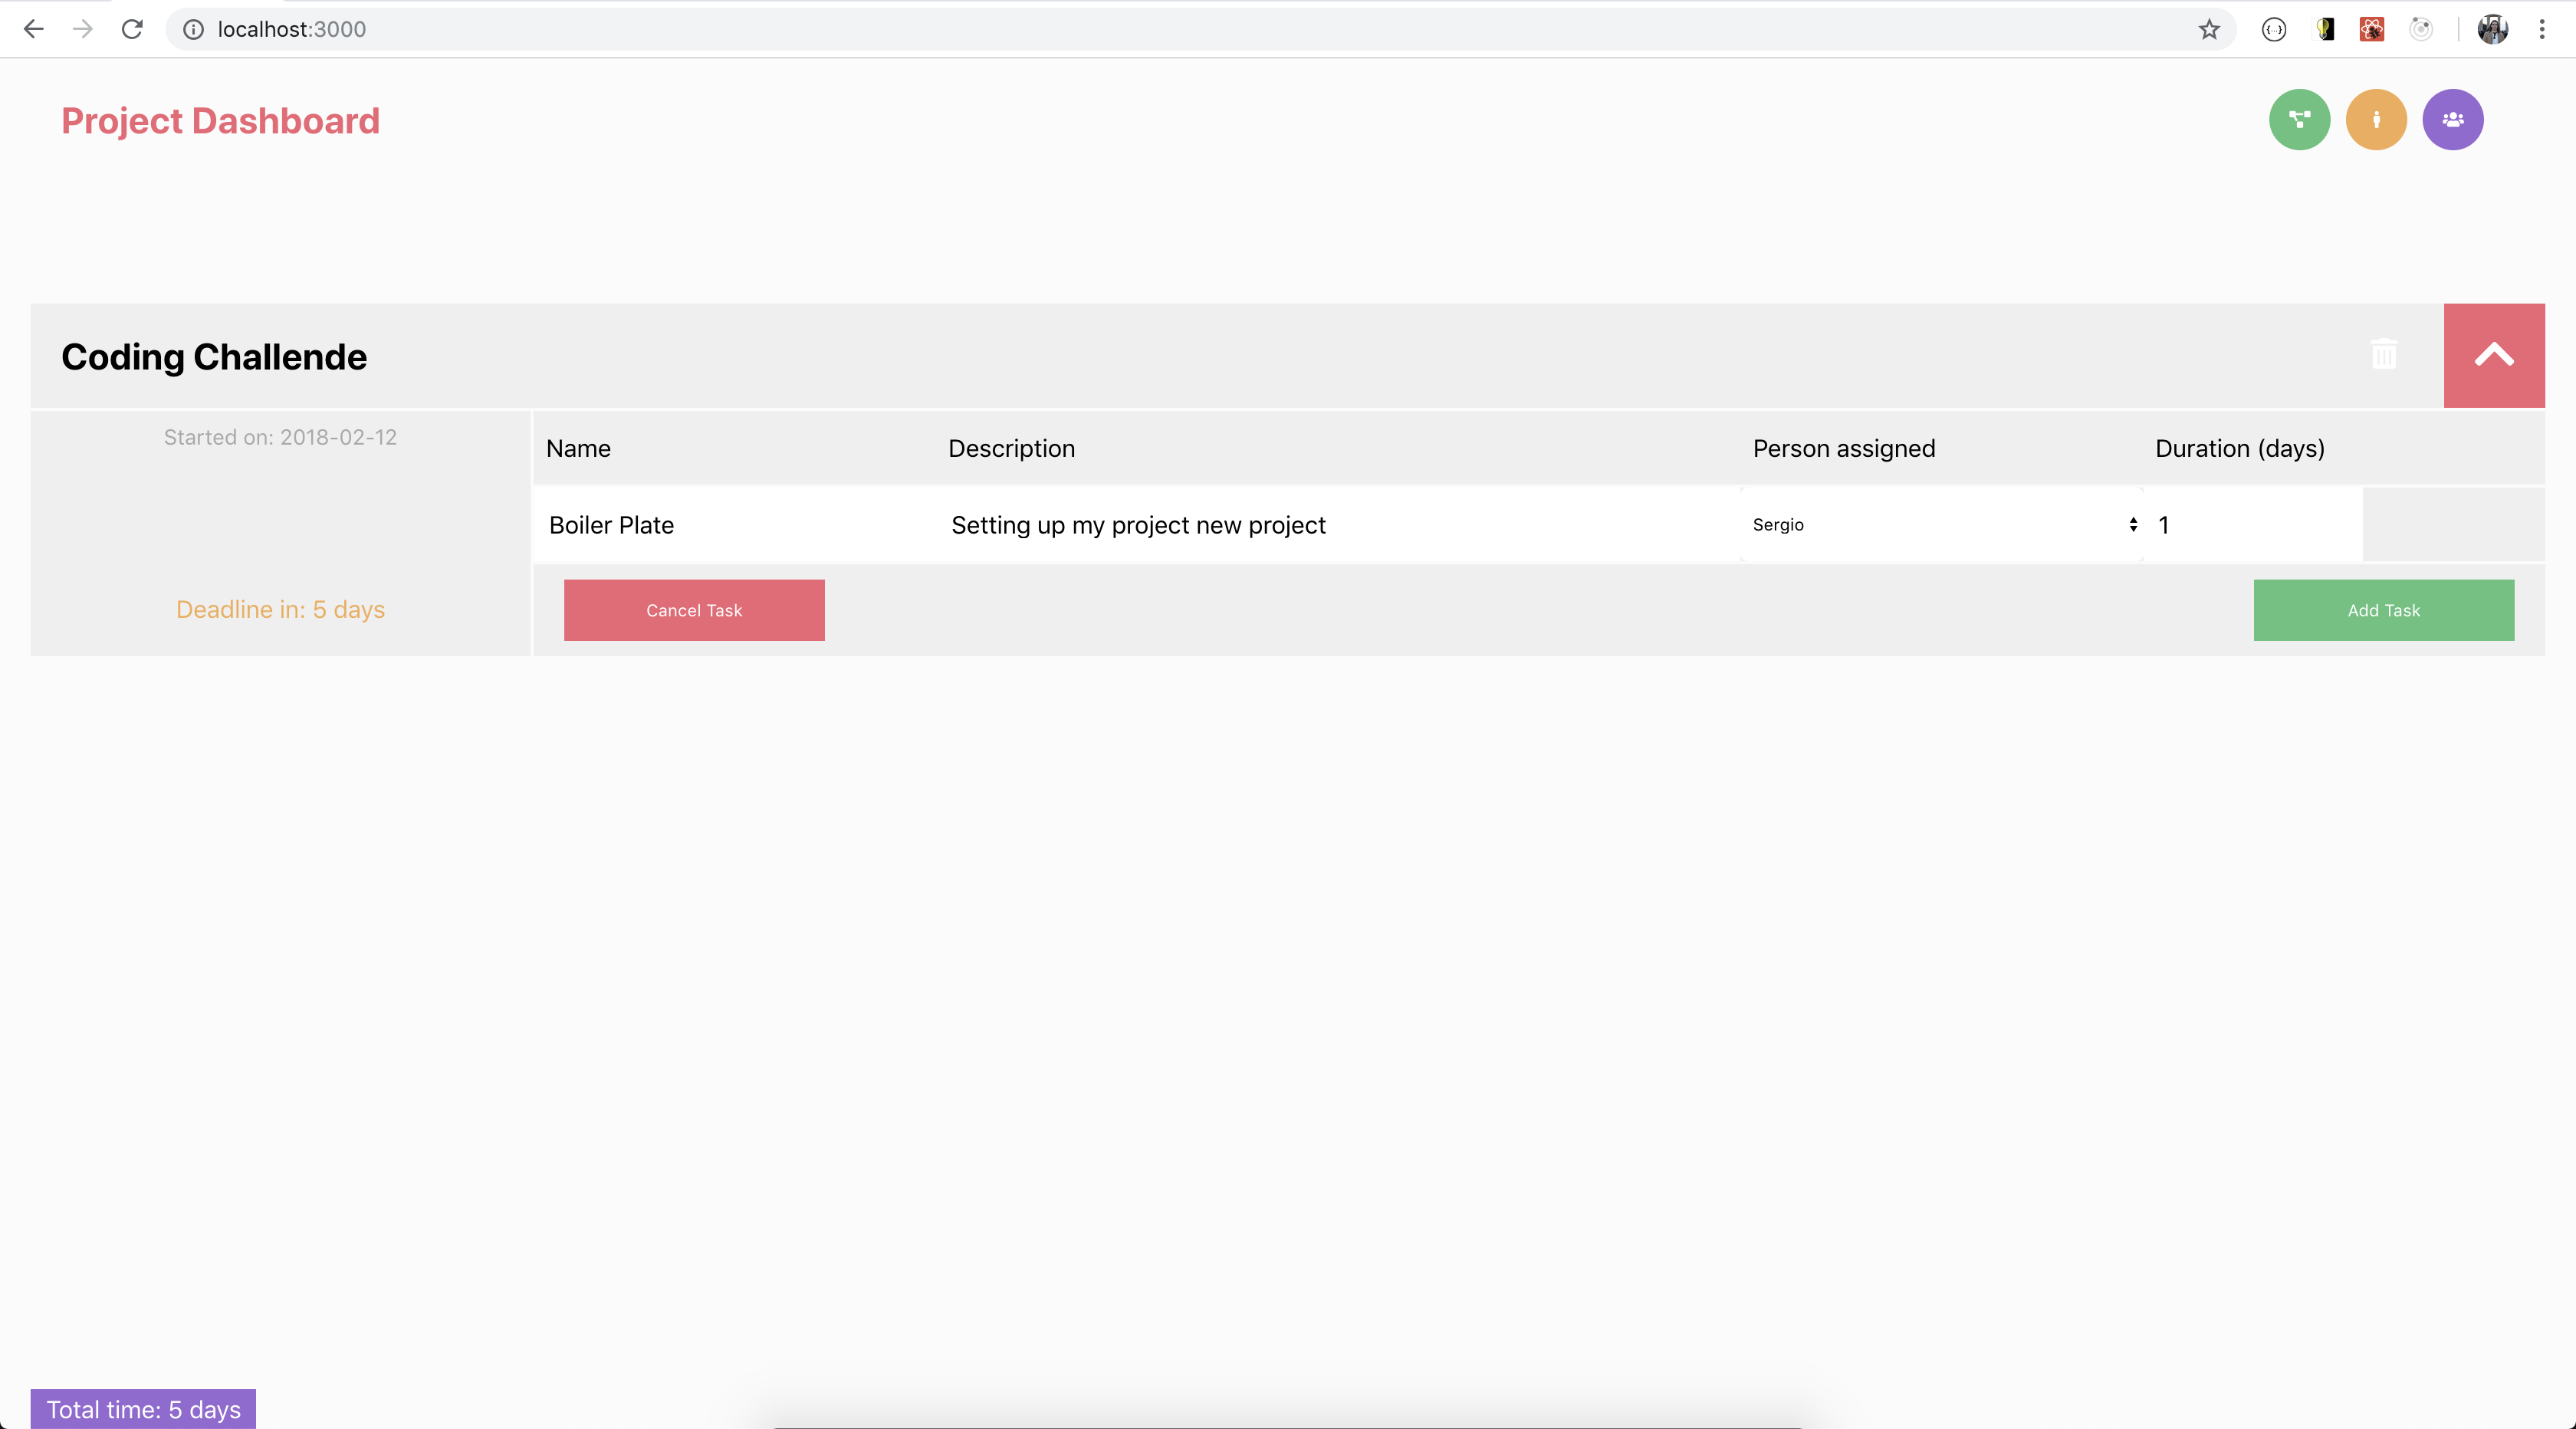 localhost:3000
Project Dashboard
Coding Challende
Started on: 2018-02-12
Name Description Person assigned Duration (days)
Boiler Plate Setting up my project new project Sergio 1
Deadline in: 5 days
Cancel Task Add Task
Total time: 5 days